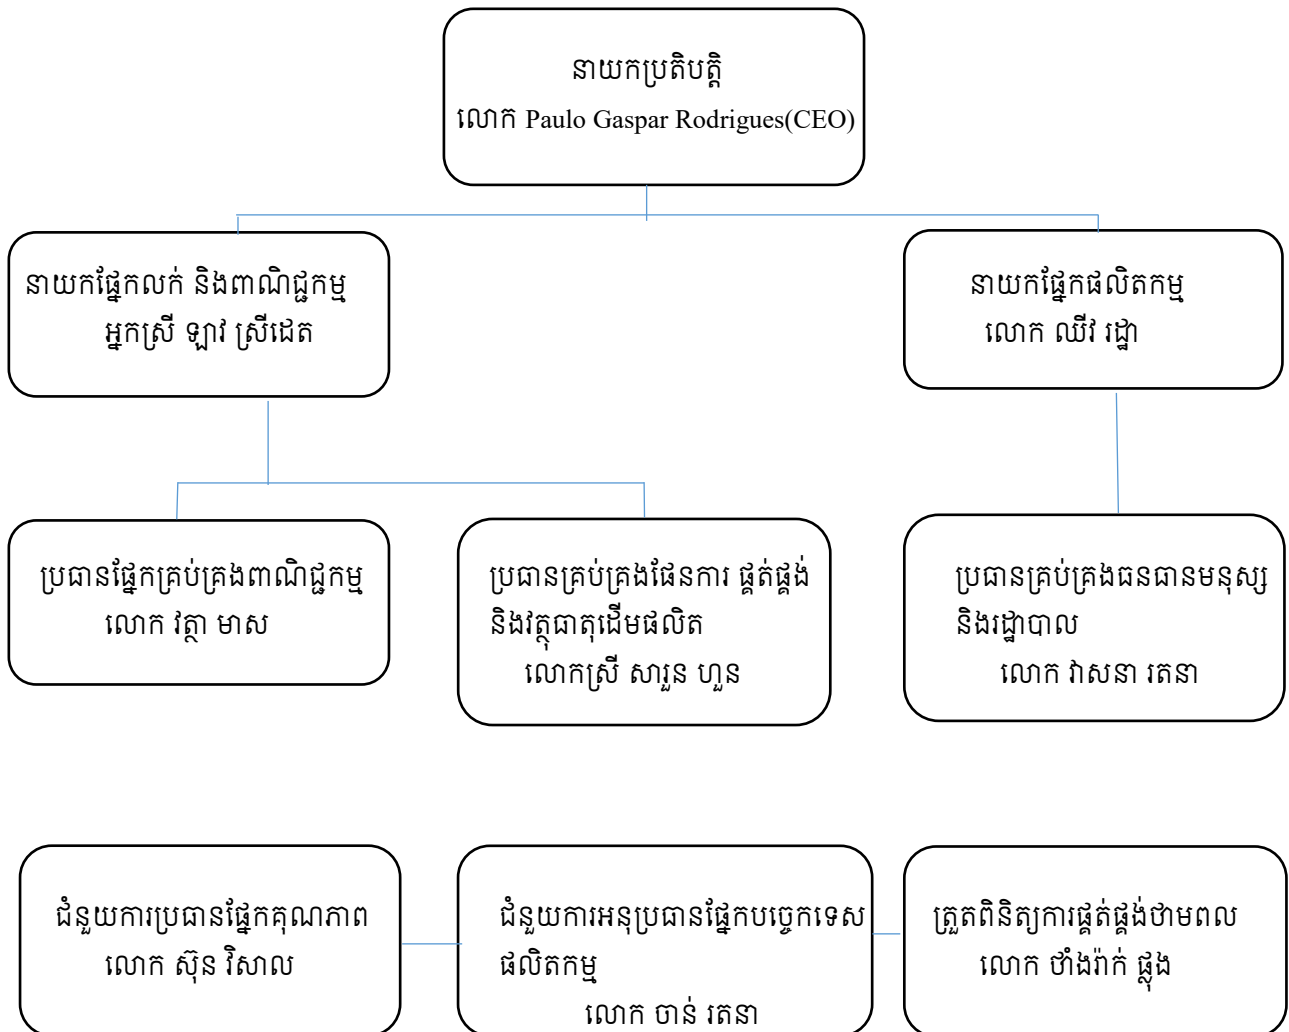 នាយកប្រតិបត្តិ
លោក Paulo Gaspar Rodrigues(CEO)
នាយកផ្នែកលក់ និងពាណិជ្ជកម្ម
អ្នកស្រី ឡាវ ស្រីដេត
នាយកផ្នែកផលិតកម្ម
លោក ឈីវ រដ្ឋា
ប្រធានផ្នែកគ្រប់គ្រងពាណិជ្ជកម្ម
លោក វត្ថា មាស
ប្រធានគ្រប់គ្រងផែនការ ផ្គត់ផ្គង់
និងវត្ថុធាតុដើមផលិត
លោកស្រី សារួន ហួន
ប្រធានគ្រប់គ្រងធនធានមនុស្ស
និងរដ្ឋាបាល
លោក វាសនា រតនា
ជំនួយការប្រធានផ្នែកគុណភាព
លោក ស៊ុន វិសាល
ជំនួយការអនុប្រធានផ្នែកបច្ចេកទេស
ផលិតកម្ម
លោក ចាន់ រតនា
ត្រួតពិនិត្យការផ្គត់ផ្គង់ថាមពល
លោក ថាំងរ៉ាក់ ផ្លុង